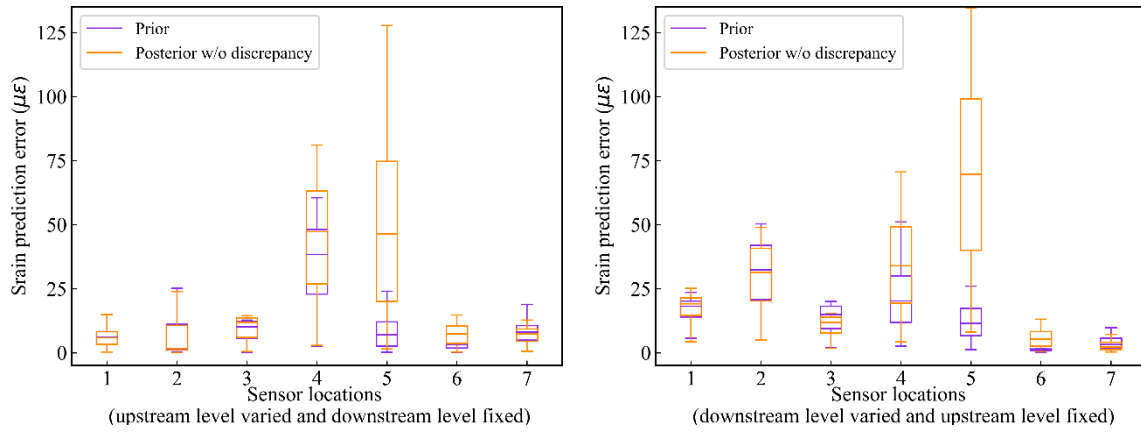 Prior
Posterior w/o discrepancy
Srain prediction error (με)
125
100
75
50
25
0
1 2 3 4 5 6 7
Sensor locations
(upstream level varied and downstream level fixed)
Prior
Posterior w/o discrepancy
Srain prediction error (με)
125
100
75
50
25
0
1 2 3 4 5 6 7
Sensor locations
(downstream level varied and upstream level fixed)